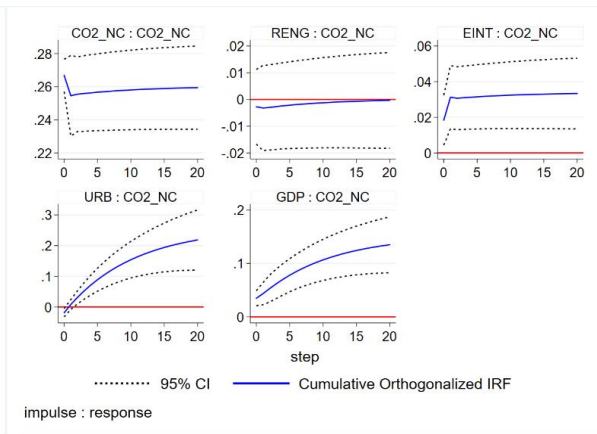 CO2_NC : CO2_NC
RENG : CO2_NC
EINT : CO2_NC
.28
.26
.24
.22
0 5 10 15 20
.02
.01
0
-.01
-.02
0 5 10 15 20
.06
.04
.02
0
0 5 10 15 20
URB : CO2_NC
GDP : CO2_NC
.3
.2
.1
0
0 5 10 15 20
.2
.1
0
0 5 10 15 20
step
95% CI
Cumulative Orthogonalized IRF
impulse : response